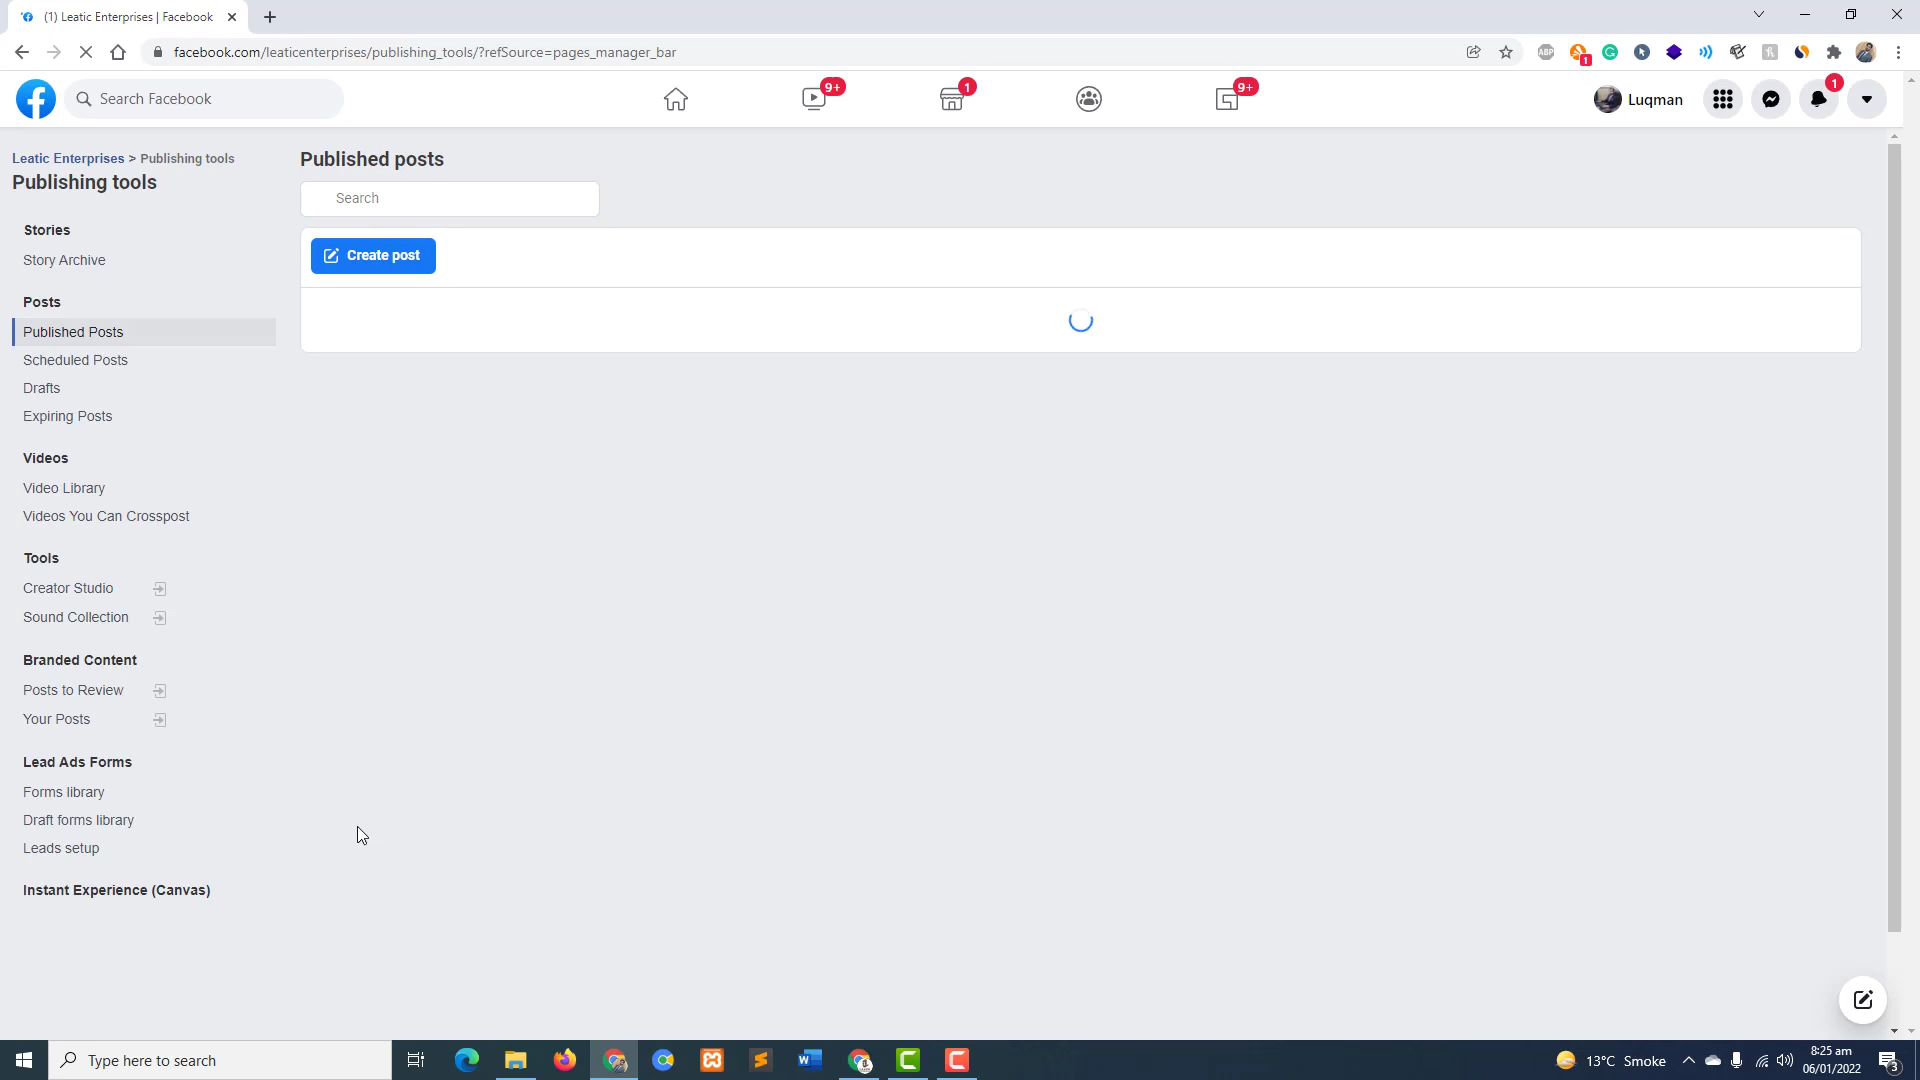 (1) Leatic Enterprises | Facebook
facebook.com/leaticenterprises/publishing_tools/?refSource=pages_manager_bar
ABP
1
Search Facebook
9+
1
9+
Luqman
1
Leatic Enterprises > Publishing tools
Publishing tools
Published posts
Search
Create post
Stories
Story Archive
Posts
Published Posts
Scheduled Posts
Drafts
Expiring Posts
Videos
Video Library
Videos You Can Crosspost
Tools
Creator Studio
Sound Collection
Branded Content
Posts to Review
Your Posts
Lead Ads Forms
Forms library
Draft forms library
Leads setup
Instant Experience (Canvas)
Type here to search
13°C Smoke
8:25 am
06/01/2022
3